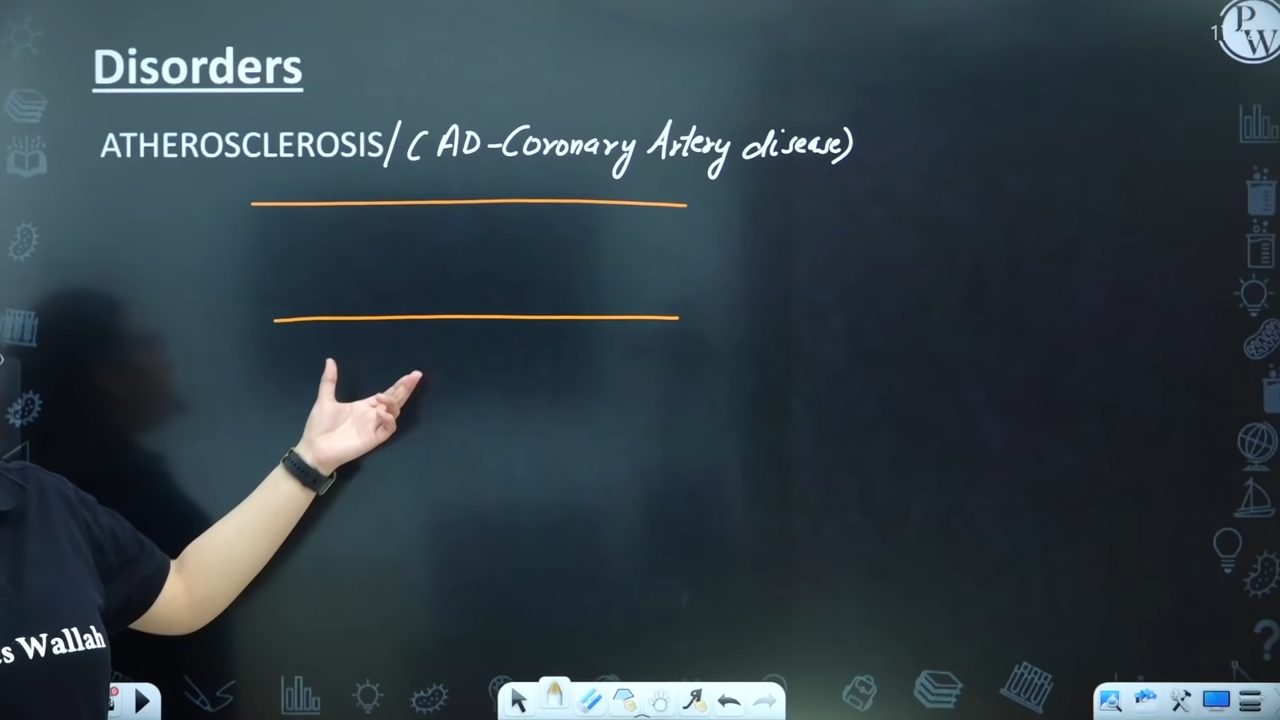 PW
Disorders
ATHEROSCLEROSIS/(AD-Coronary Artery disease)
s Wallah